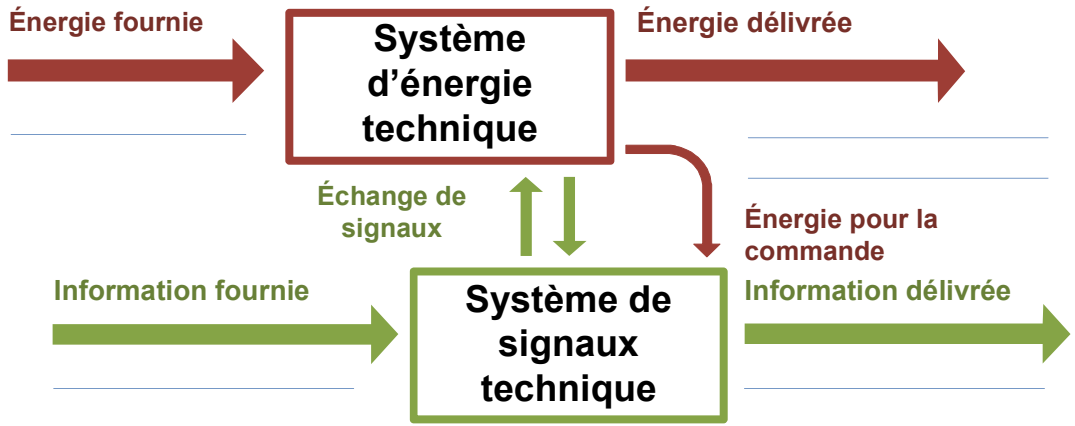 Énergie fournie
Système
d’énergie
technique
Énergie délivrée
Échange de
signaux
Énergie pour la
commande
Information fournie
Système de
signaux
technique
Information délivrée